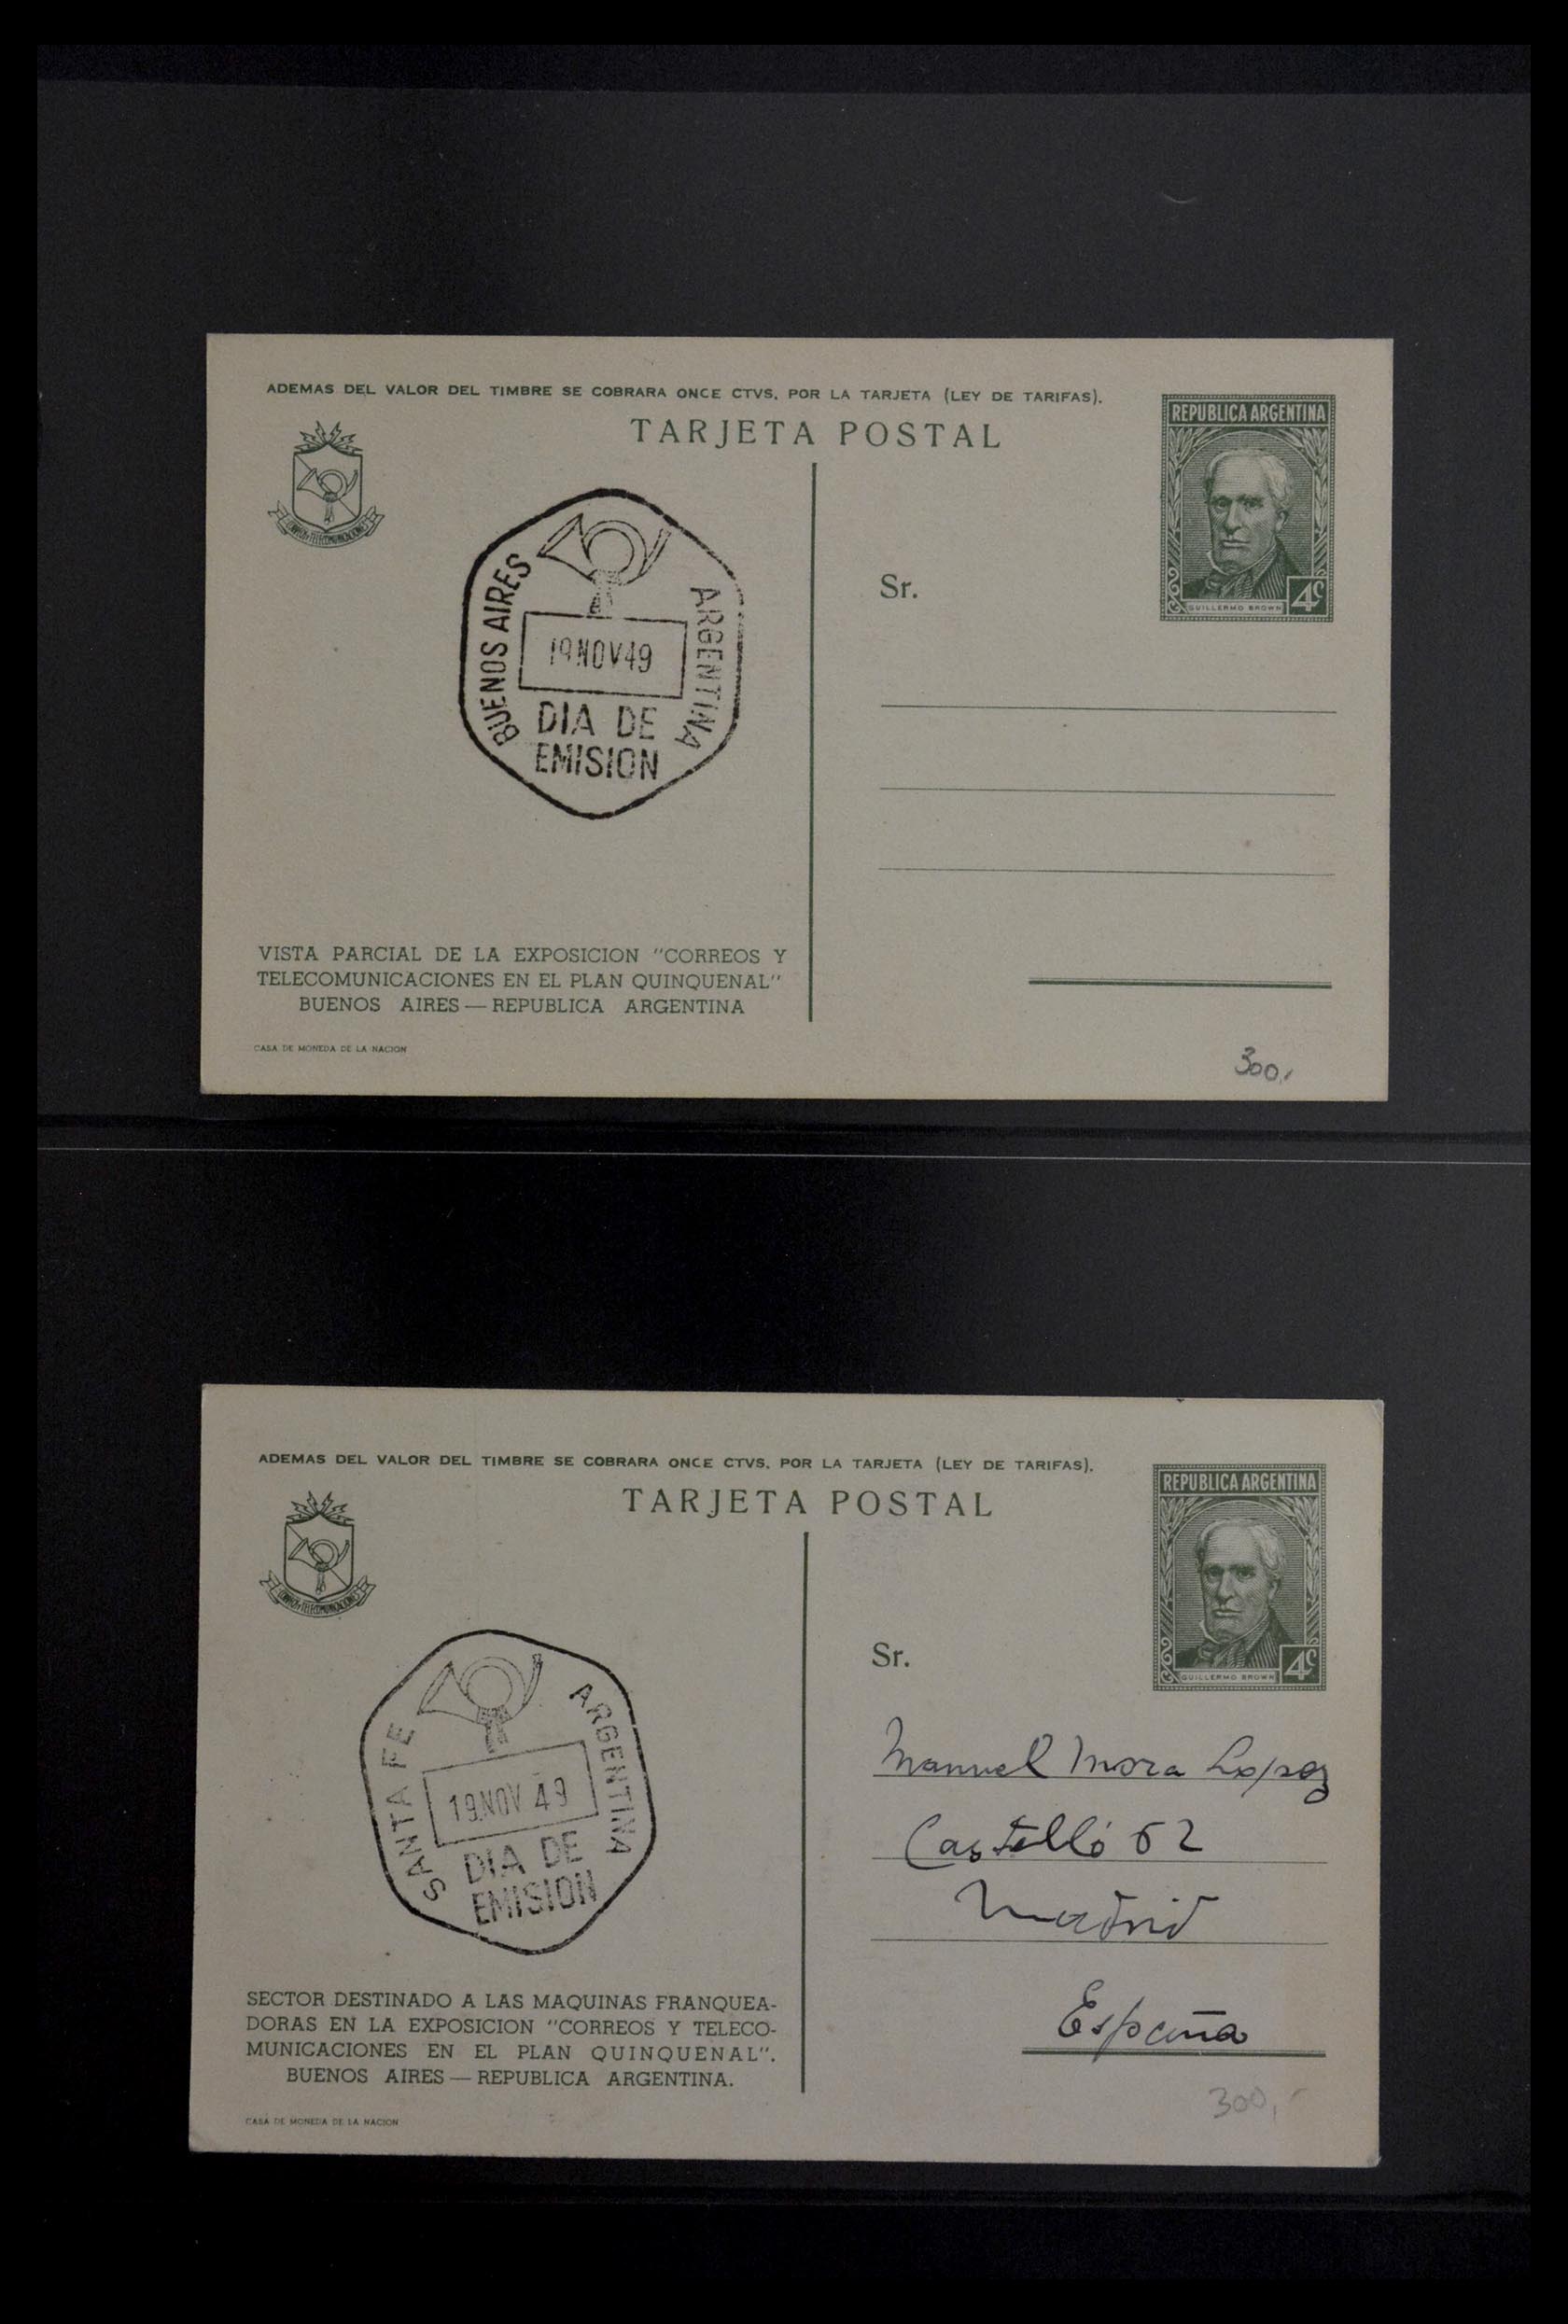 ADEMAS DEL VALOR DEL TIMBRE SE COBRARA ONCE CTVS. POR LA TARJETA (LEY DE TARIFAS).
TARJETA POSTAL
REPUBLICA ARGENTINA
GUILLERMO BROWN
4c
CORREOS Y TELECOMUNICACIONES
BUENOS AIRES
ARGENTINA
19 NOV 49
DIA DE
EMISION
Sr.
VISTA PARCIAL DE LA EXPOSICION "CORREOS Y
TELECOMUNICACIONES EN EL PLAN QUINQUENAL"
BUENOS AIRES — REPUBLICA ARGENTINA
CASA DE MONEDA DE LA NACION
300,-
ADEMAS DEL VALOR DEL TIMBRE SE COBRARA ONCE CTVS. POR LA TARJETA (LEY DE TARIFAS).
TARJETA POSTAL
REPUBLICA ARGENTINA
GUILLERMO BROWN
4c
CORREOS Y TELECOMUNICACIONES
SANTA FE
ARGENTINA
19 NOV 49
DIA DE
EMISION
Sr.
Manuel Mora Lopez
Castelló 62
Madrid
España
SECTOR DESTINADO A LAS MAQUINAS FRANQUEA-
DORAS EN LA EXPOSICION "CORREOS Y TELECO-
MUNICACIONES EN EL PLAN QUINQUENAL".
BUENOS AIRES — REPUBLICA ARGENTINA.
CASA DE MONEDA DE LA NACION
300,-